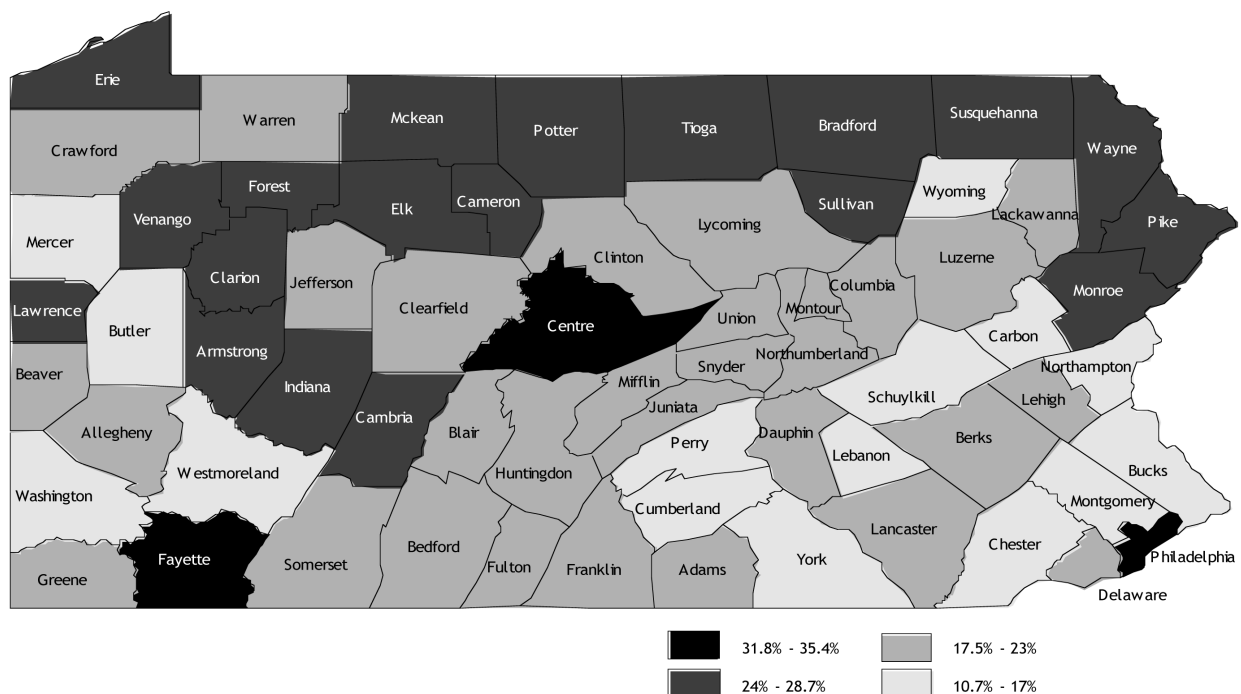 Erie
Warren
Mckean
Potter
Tioga
Bradford
Susquehanna
Wayne
Crawford
Forest
Elk
Cameron
Venango
Sullivan
Wyoming
Lackawanna
Pike
Mercer
Lycoming
Clinton
Luzerne
Clarion
Jefferson
Clearfield
Columbia
Monroe
Lawrence
Butler
Centre
Montour
Union
Carbon
Armstrong
Northumberland
Snyder
Northampton
Beaver
Indiana
Mifflin
Juniata
Schuylkill
Lehigh
Cambria
Allegheny
Blair
Perry
Dauphin
Berks
Lebanon
Westmoreland
Huntingdon
Bucks
Washington
Cumberland
Montgomery
Lancaster
Fayette
Somerset
Bedford
Fulton
Franklin
Adams
York
Chester
Philadelphia
Greene
Delaware
31.8% - 35.4%
17.5% - 23%
24% - 28.7%
10.7% - 17%